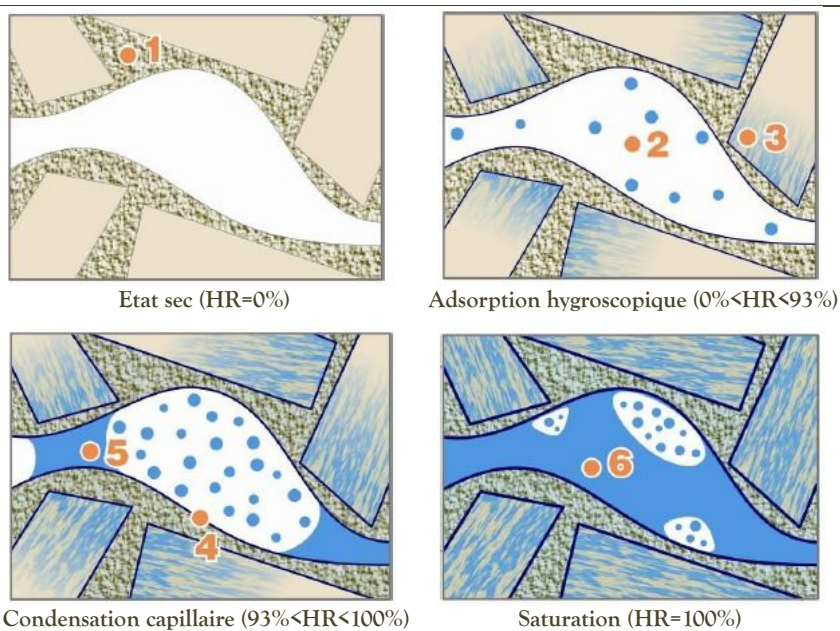 1
2
3
Etat sec (HR=0%)
Adsorption hygroscopique (0%<HR<93%)
5
4
6
Condensation capillaire (93%<HR<100%)
Saturation (HR=100%)